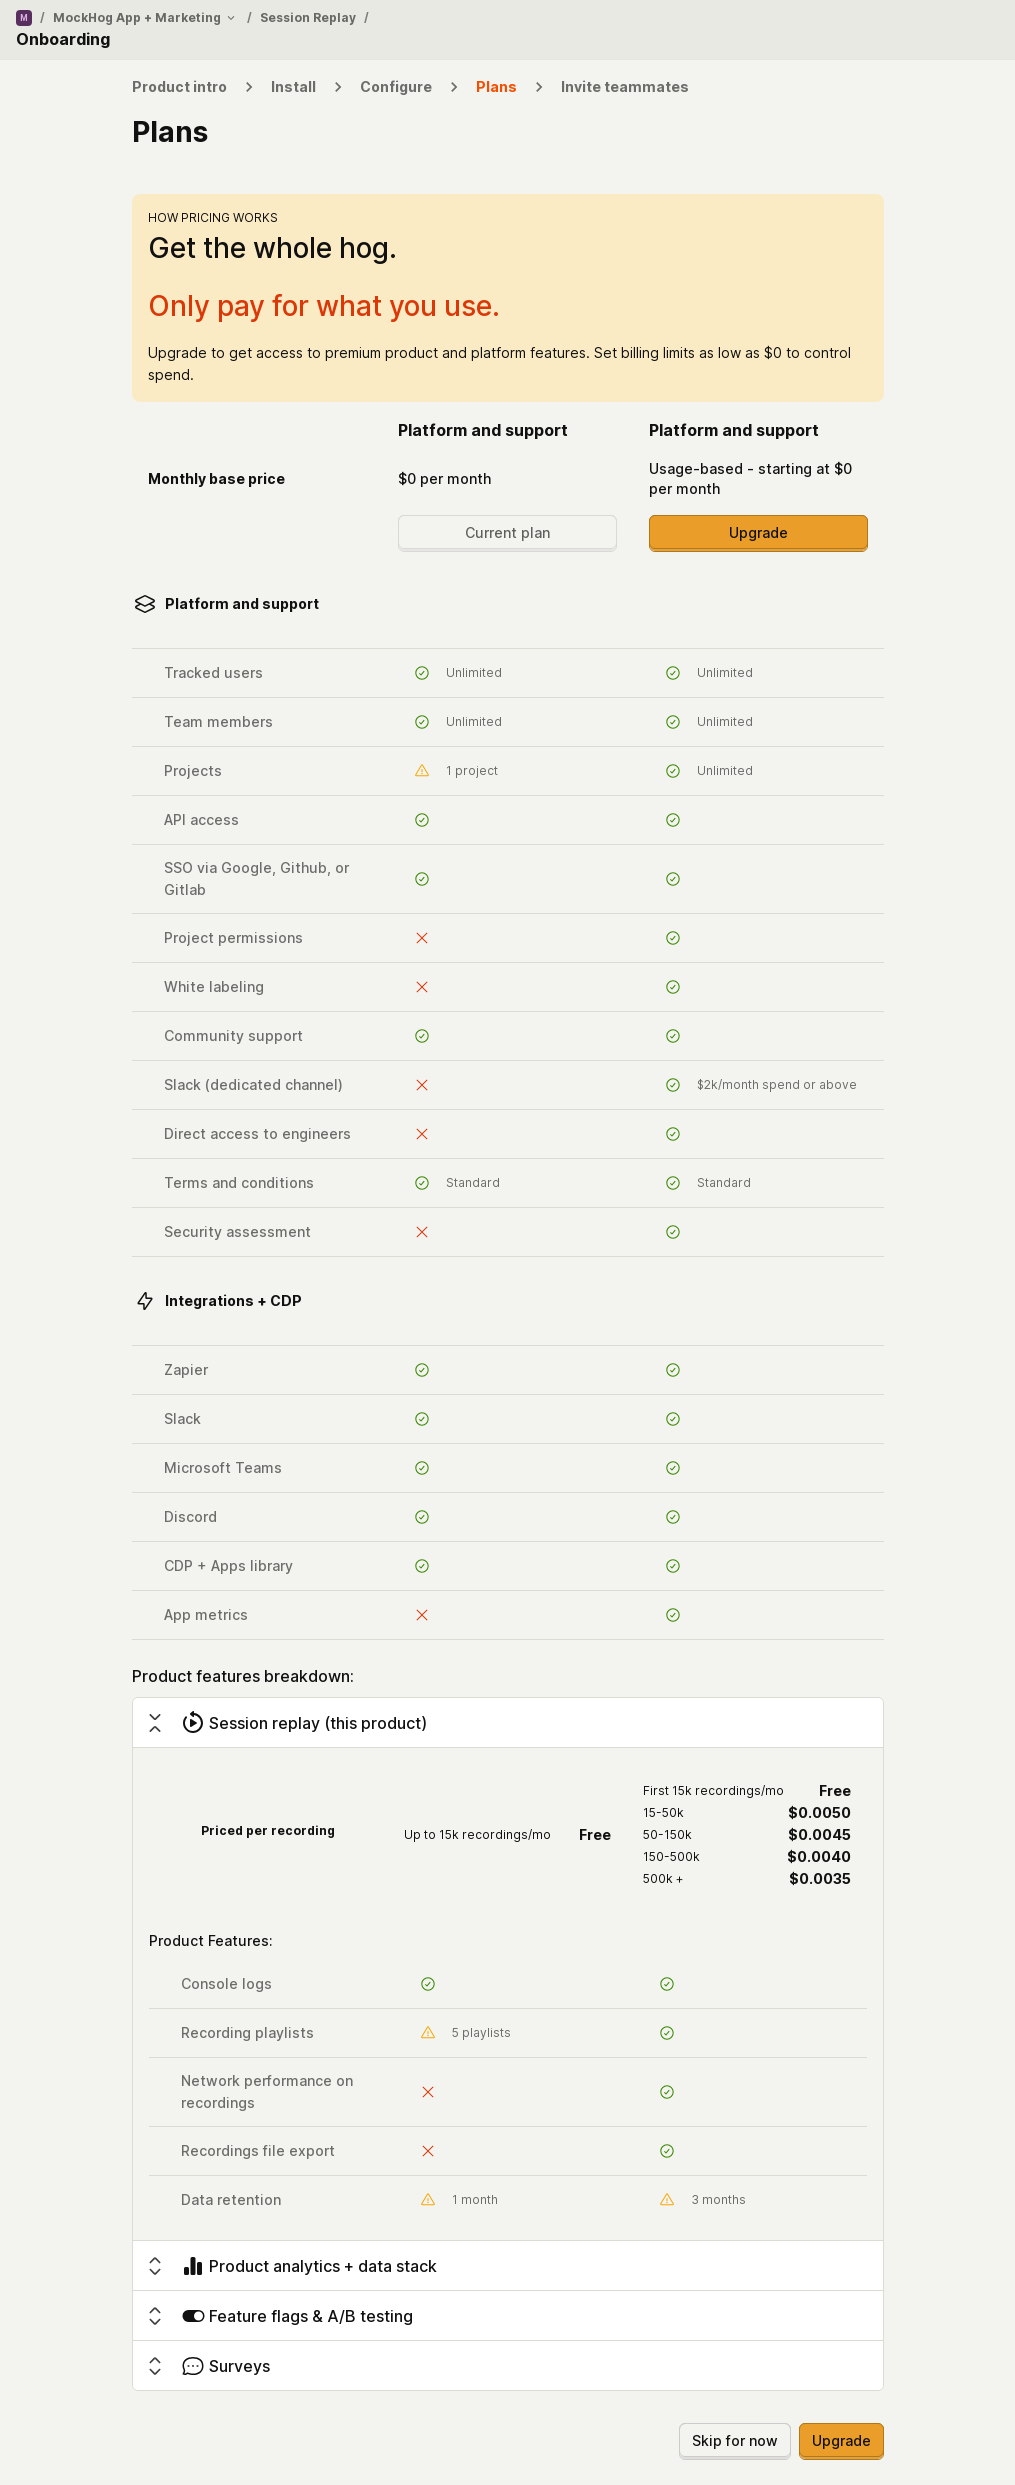 M / MockHog App + Marketing / Session Replay /
Onboarding
Product intro Install Configure Plans Invite teammates
Plans
HOW PRICING WORKS
Get the whole hog.
Only pay for what you use.
Upgrade to get access to premium product and platform features. Set billing limits as low as $0 to control
spend.
Platform and support Platform and support
Monthly base price $0 per month Usage-based - starting at $0
per month
Current plan Upgrade
Platform and support
Tracked users Unlimited Unlimited
Team members Unlimited Unlimited
Projects 1 project Unlimited
API access
SSO via Google, Github, or
Gitlab
Project permissions
White labeling
Community support
Slack (dedicated channel) $2k/month spend or above
Direct access to engineers
Terms and conditions Standard Standard
Security assessment
Integrations + CDP
Zapier
Slack
Microsoft Teams
Discord
CDP + Apps library
App metrics
Product features breakdown:
Session replay (this product)
First 15k recordings/mo Free
15-50k $0.0050
Priced per recording Up to 15k recordings/mo Free 50-150k $0.0045
150-500k $0.0040
500k + $0.0035
Product Features:
Console logs
Recording playlists 5 playlists
Network performance on
recordings
Recordings file export
Data retention 1 month 3 months
Product analytics + data stack
Feature flags & A/B testing
Surveys
Skip for now Upgrade